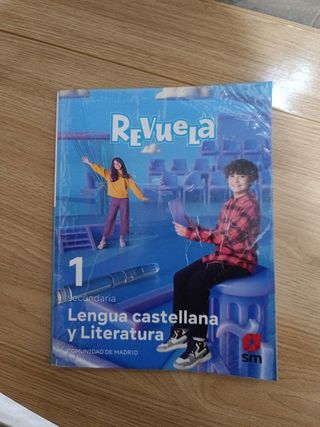 ReVueLa
1
secundaria
Lengua castellana
y Literatura
COMUNIDAD DE MADRID
sm